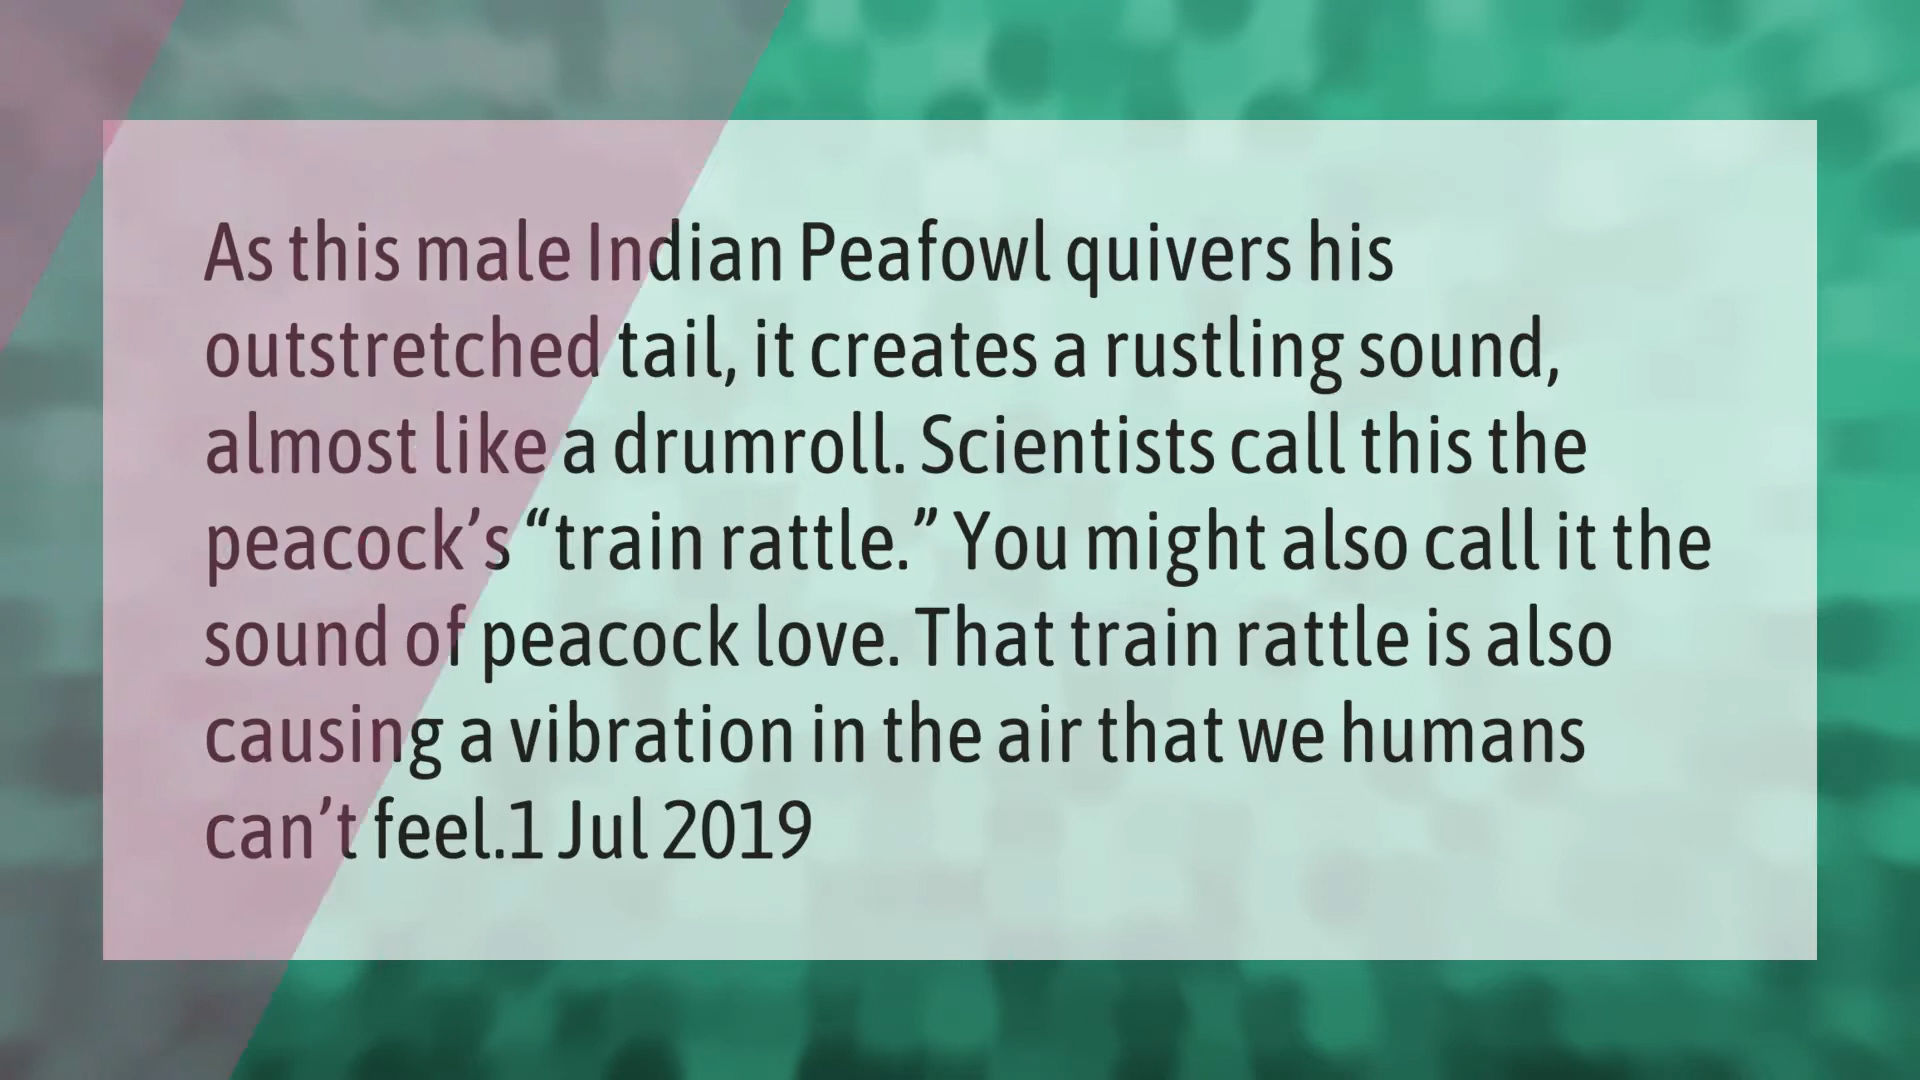 As this male Indian Peafowl quivers his
outstretched tail, it creates a rustling sound,
almost like a drumroll. Scientists call this the
peacock’s “train rattle.” You might also call it the
sound of peacock love. That train rattle is also
causing a vibration in the air that we humans
can’t feel.1 Jul 2019